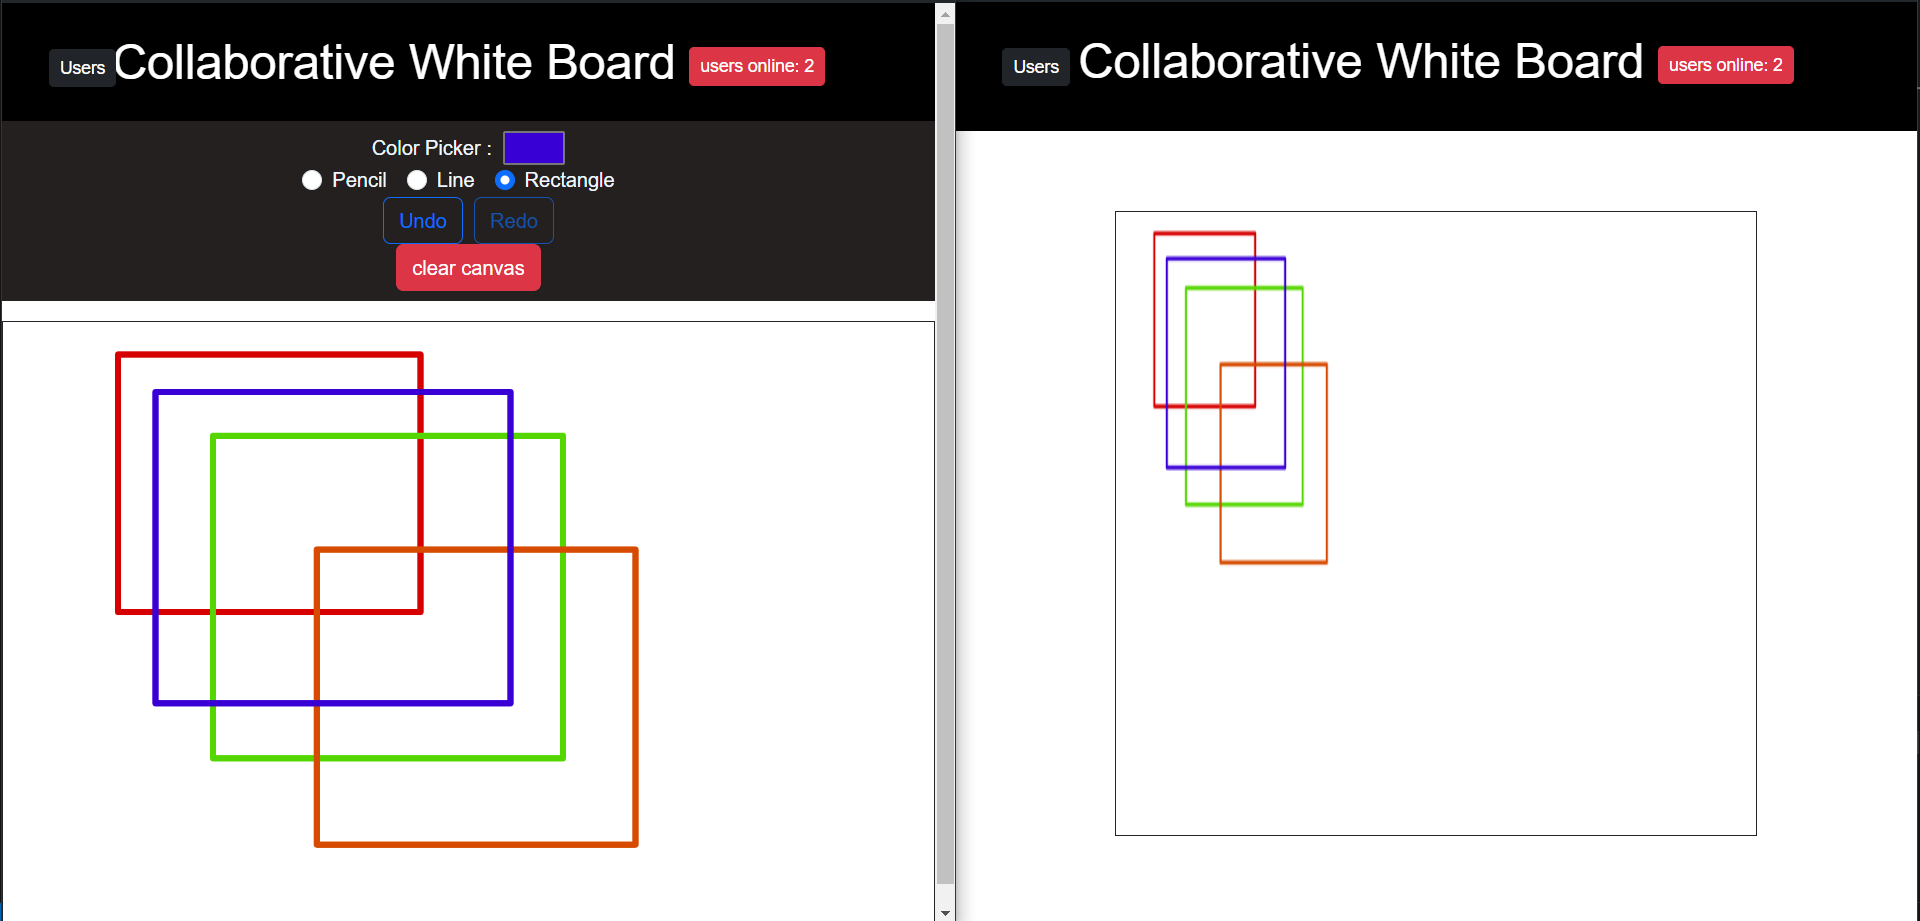 Users Collaborative White Board users online: 2
Color Picker :
Pencil Line Rectangle
Undo Redo
clear canvas
Users Collaborative White Board users online: 2